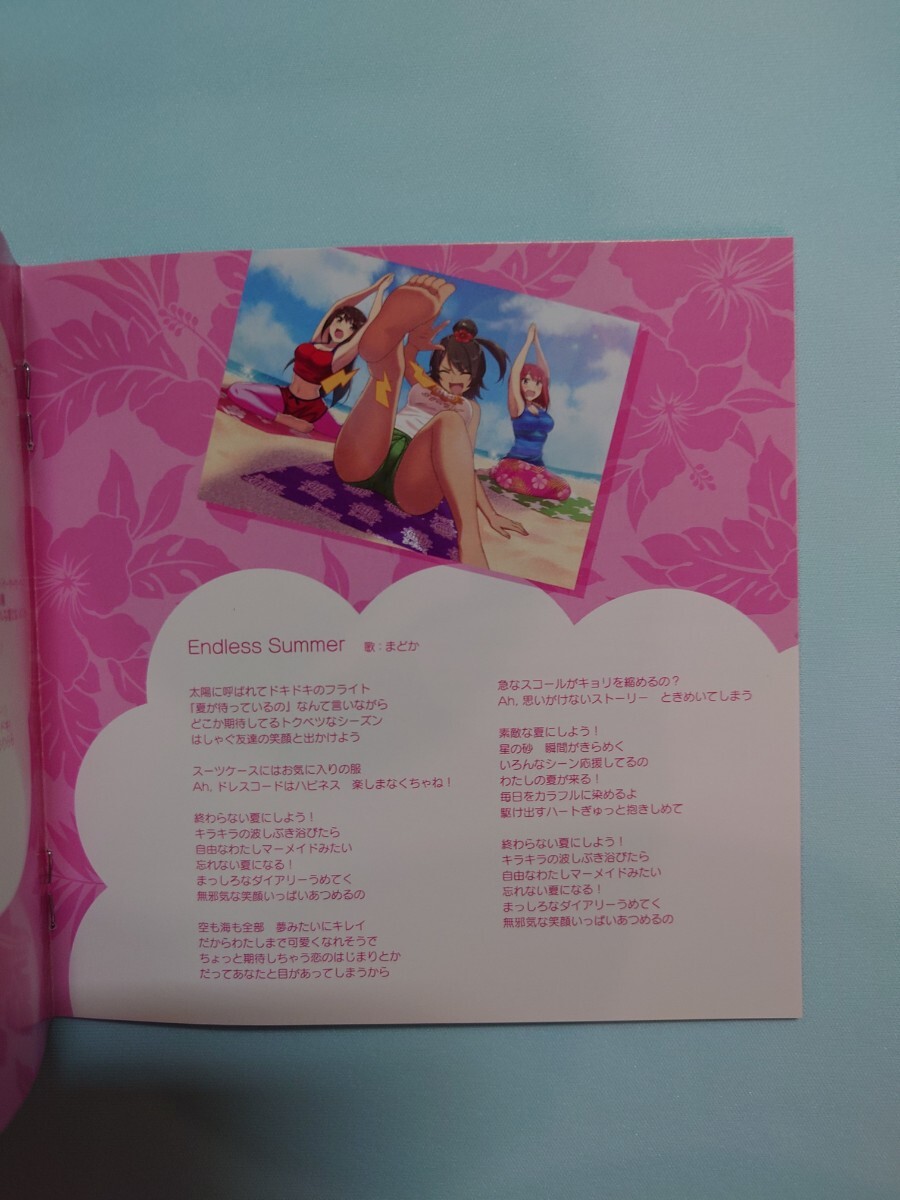 Endless Summer 歌：まどか
太陽に呼ばれてドキドキのフライト
「夏が待っているの」なんて言いながら
どこか期待してるトクベツなシーズン
はしゃぐ友達の笑顔と出かけよう
スーツケースにはお気に入りの服
Ah, ドレスコードはハピネス　楽しまなくちゃね！
終わらない夏にしよう！
キラキラの波しぶき浴びたら
自由なわたしマーメイドみたい
忘れない夏になる！
まっしろなダイアリーうめてく
無邪気な笑顔いっぱいあつめるの
空も海も全部　夢みたいにキレイ
だからわたしまで可愛くなれそうで
ちょっと期待しちゃう恋のはじまりとか
だってあなたと目があってしまうから
急なスコールがキョリを縮めるの？
Ah, 思いがけないストーリー　ときめいてしまう
素敵な夏にしよう！
星の砂　瞬間がきらめく
いろんなシーン応援してるの
わたしの夏が来る！
毎日をカラフルに染めるよ
駆け出すハートぎゅっと抱きしめて
終わらない夏にしよう！
キラキラの波しぶき浴びたら
自由なわたしマーメイドみたい
忘れない夏になる！
まっしろなダイアリーうめてく
無邪気な笑顔いっぱいあつめるの